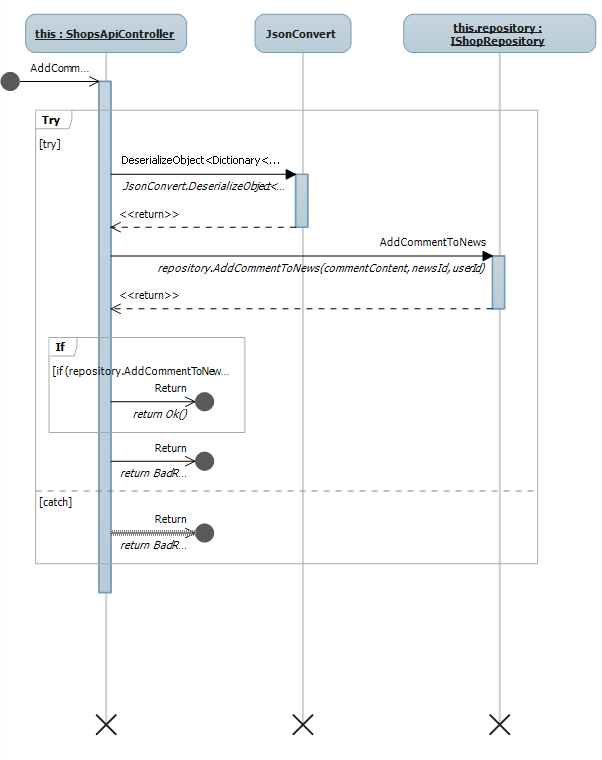 this : ShopsApiController
JsonConvert
this.repository :
IShopRepository
AddComm...
Try
[try]
DeserializeObject<Dictionary<...
JsonConvert.DeserializeObject<...
<<return>>
AddCommentToNews
repository.AddCommentToNews(commentContent,newsId,userId)
<<return>>
If
[if (repository.AddCommentToNew...
Return
return Ok()
Return
return BadR...
[catch]
Return
return BadR...